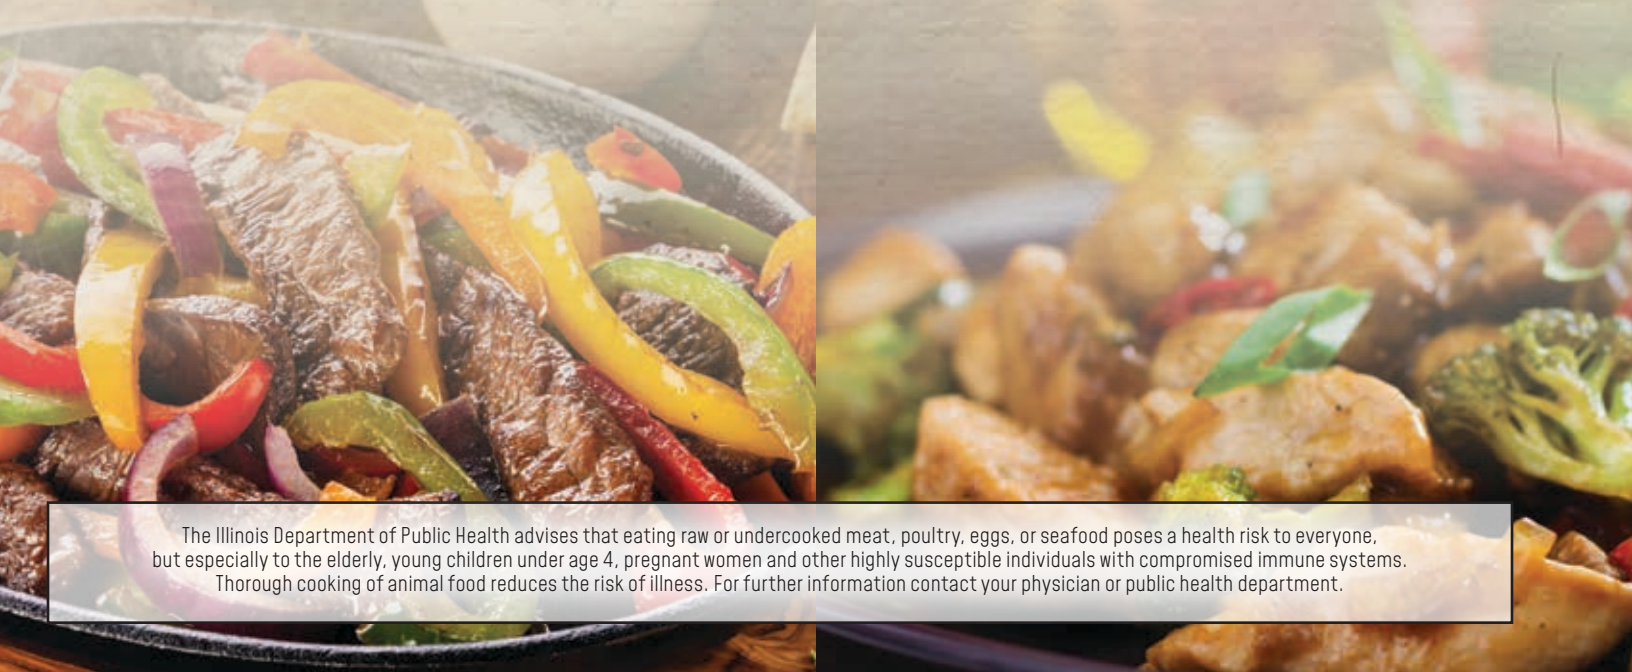 The Illinois Department of Public Health advises that eating raw or undercooked meat, poultry, eggs, or seafood poses a health risk to everyone,
but especially to the elderly, young children under age 4, pregnant women and other highly susceptible individuals with compromised immune systems.
Thorough cooking of animal food reduces the risk of illness. For further information contact your physician or public health department.